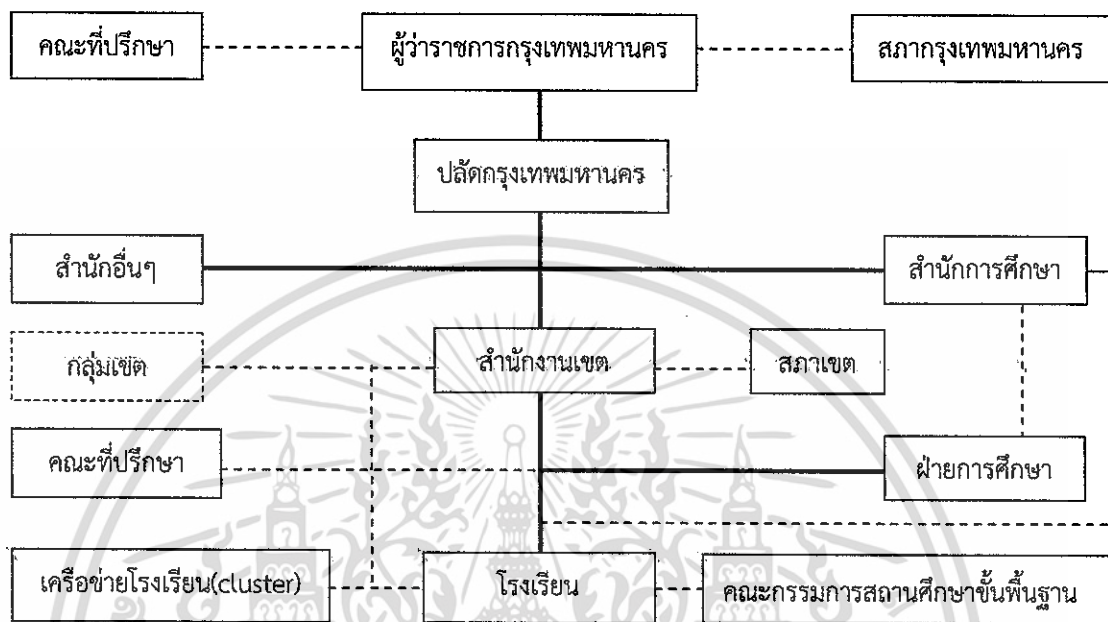 คณะที่ปรึกษา
ผู้ว่าราชการกรุงเทพมหานคร
สภากรุงเทพมหานคร
ปลัดกรุงเทพมหานคร
สำนักอื่นๆ
สำนักการศึกษา
กลุ่มเขต
สำนักงานเขต
สภาเขต
คณะที่ปรึกษา
ฝ่ายการศึกษา
เครือข่ายโรงเรียน(cluster)
โรงเรียน
คณะกรรมการสถานศึกษาขั้นพื้นฐาน